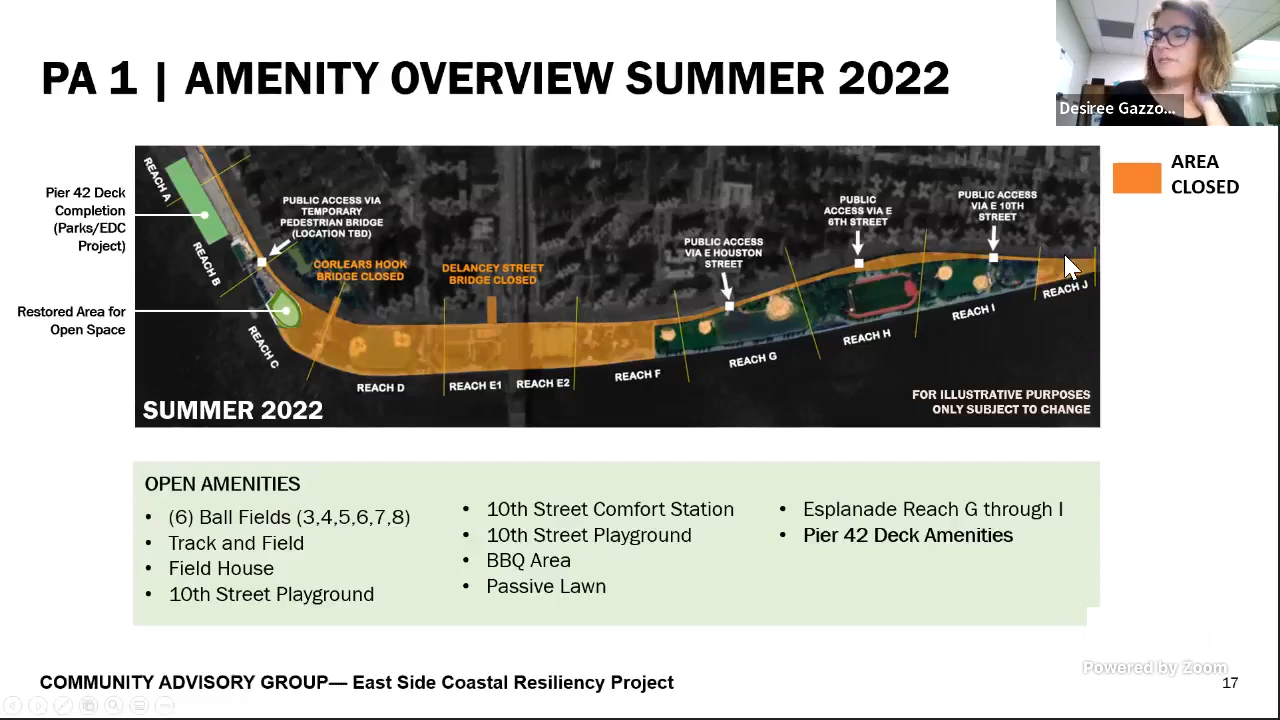 PA 1 | AMENITY OVERVIEW SUMMER 2022
Desiree Gazzo...
AREA
CLOSED
Pier 42 Deck
Completion
(Parks/EDC
Project)
Restored Area for
Open Space
REACH A
REACH B
REACH C
PUBLIC ACCESS VIA
TEMPORARY
PEDESTRIAN BRIDGE
(LOCATION TBD)
CORLEARS HOOK
BRIDGE CLOSED
DELANCEY STREET
BRIDGE CLOSED
PUBLIC ACCESS
VIA E HOUSTON
STREET
PUBLIC
ACCESS VIA E
6TH STREET
PUBLIC ACCESS
VIA E 10TH
STREET
REACH D
REACH E1
REACH E2
REACH F
REACH G
REACH H
REACH I
REACH J
SUMMER 2022
FOR ILLUSTRATIVE PURPOSES
ONLY SUBJECT TO CHANGE
OPEN AMENITIES
• (6) Ball Fields (3,4,5,6,7,8)
• Track and Field
• Field House
• 10th Street Playground
• 10th Street Comfort Station
• 10th Street Playground
• BBQ Area
• Passive Lawn
• Esplanade Reach G through I
• Pier 42 Deck Amenities
Powered by Zoom
COMMUNITY ADVISORY GROUP— East Side Coastal Resiliency Project
17